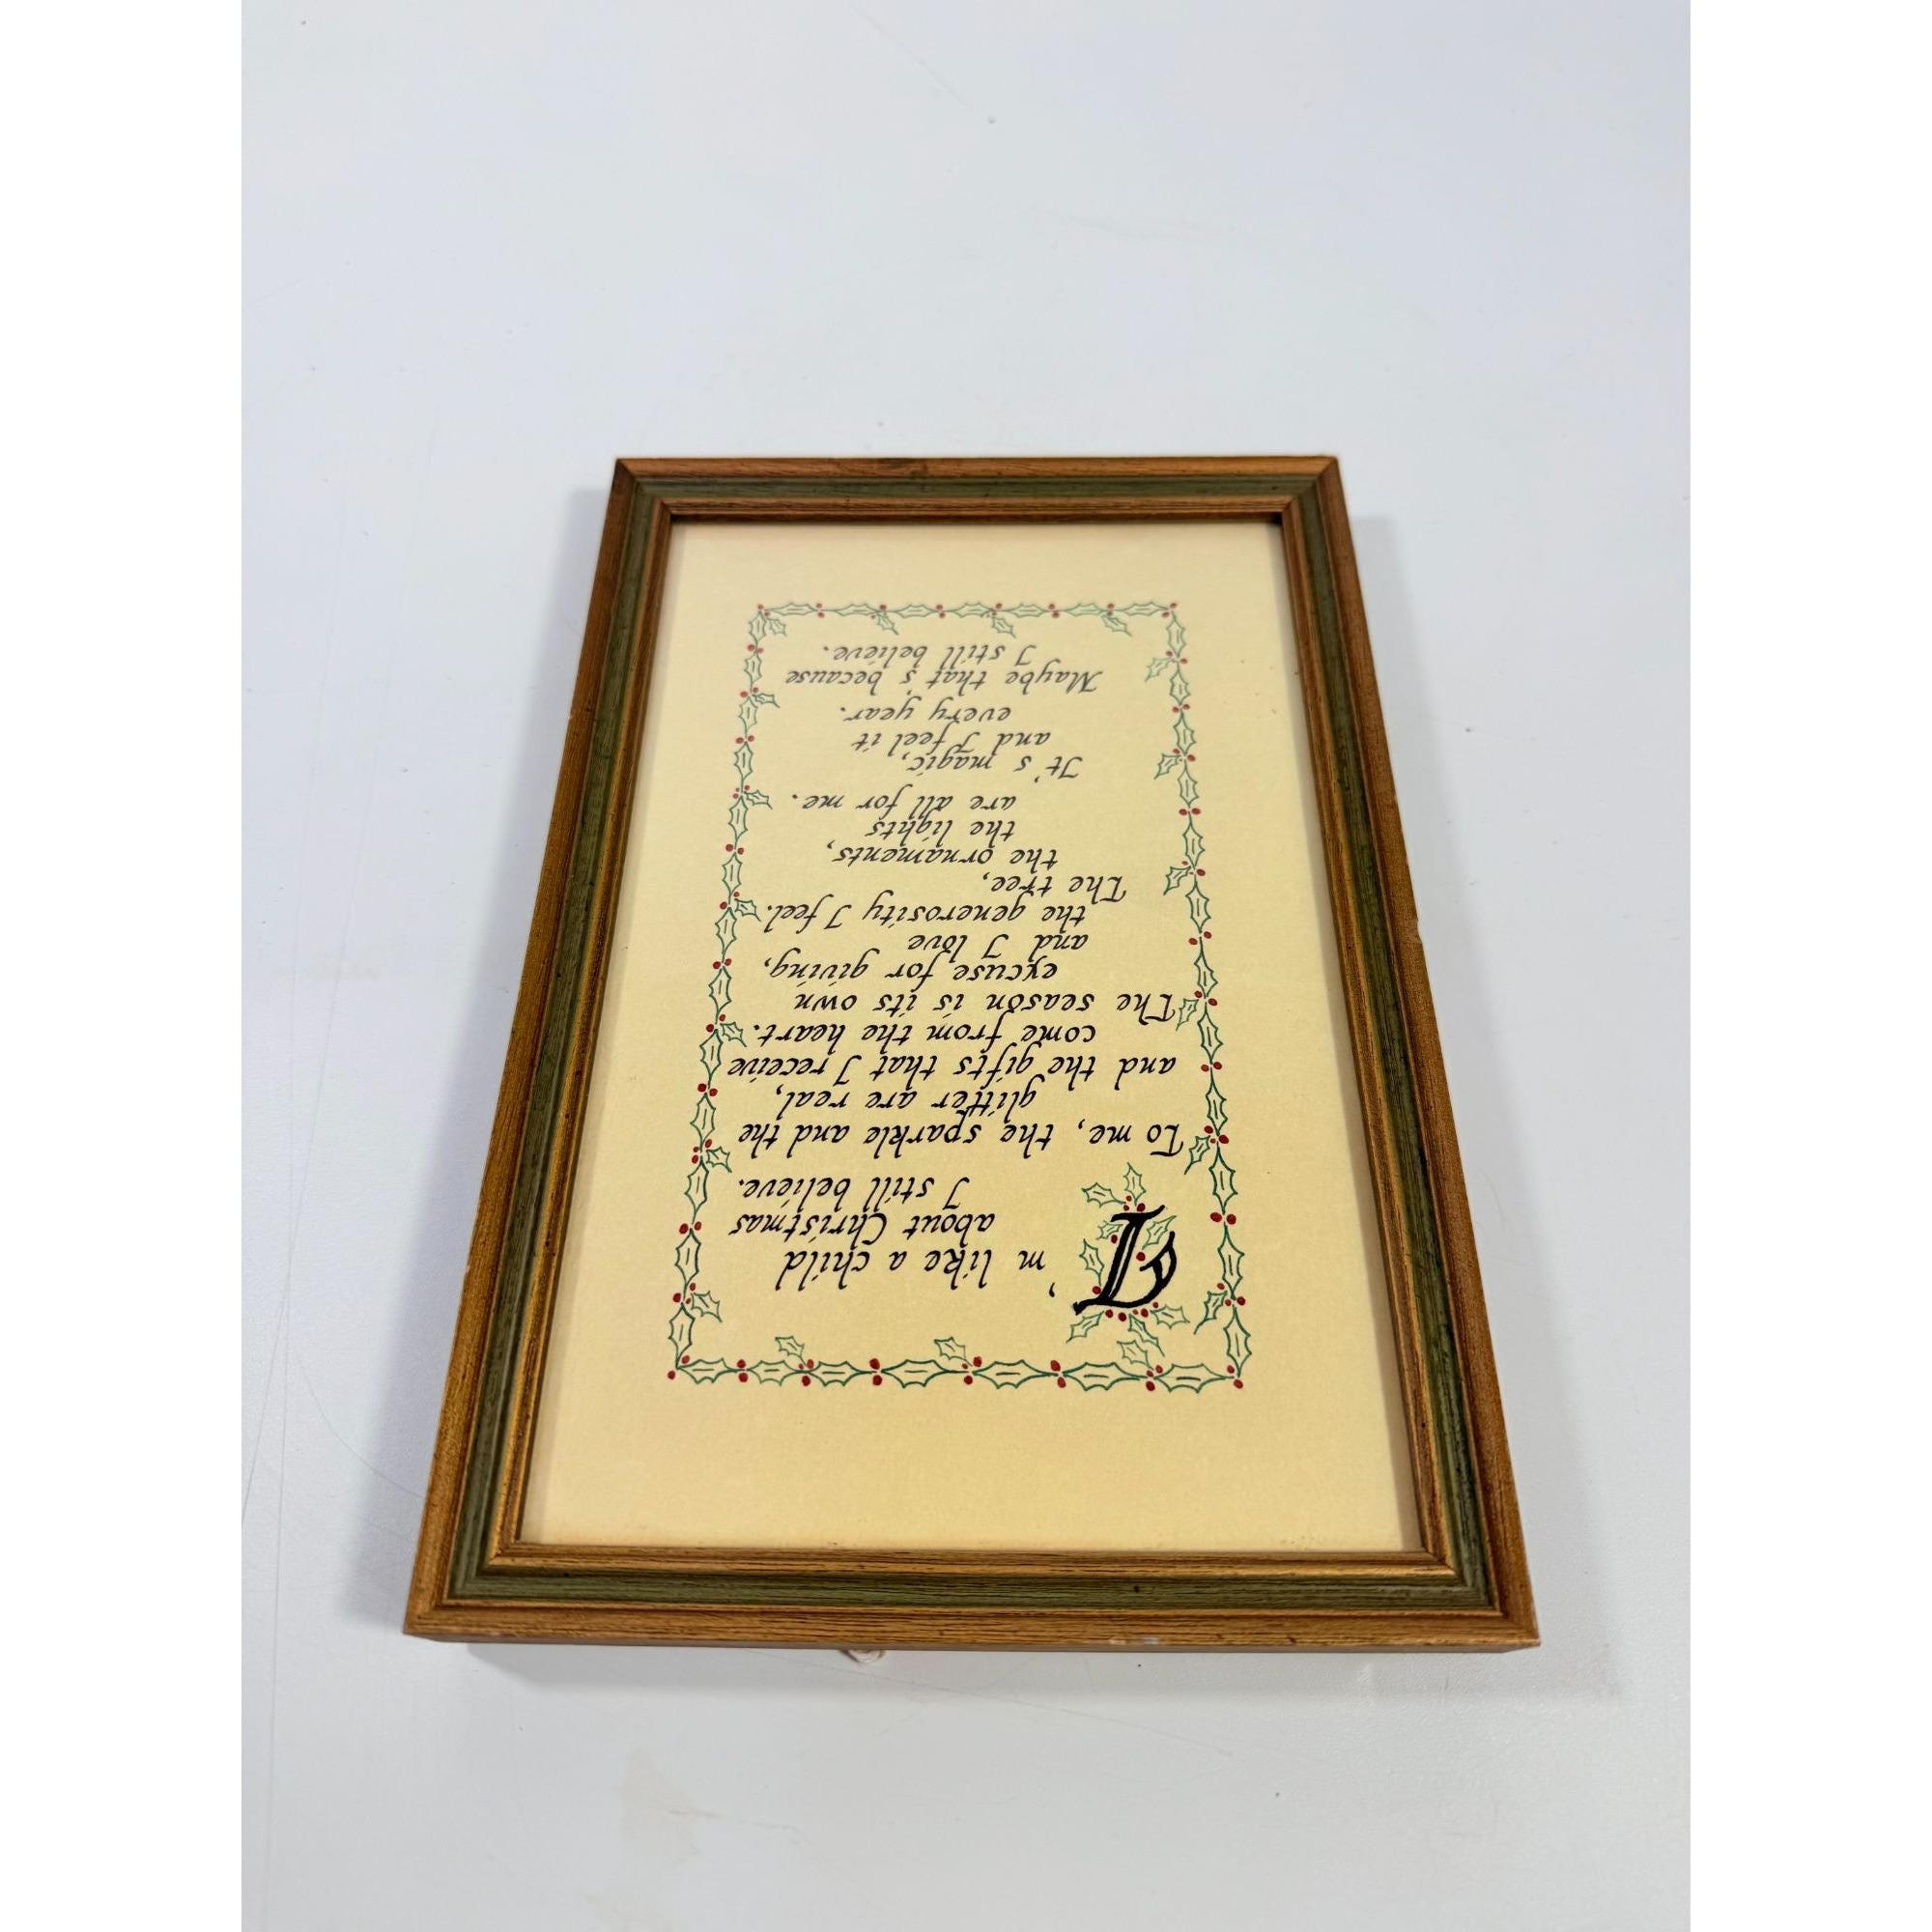 I'm like a child
about Christmas
I still believe.
To me, the sparkle and the
glitter are real,
and the gifts that I receive
come from the heart.
The season is its own
excuse for giving,
and I love
the generosity I feel.
The tree,
the ornaments,
the lights
are all for me.
It's magic,
and I feel it
every year.
Maybe that's because
I still believe.